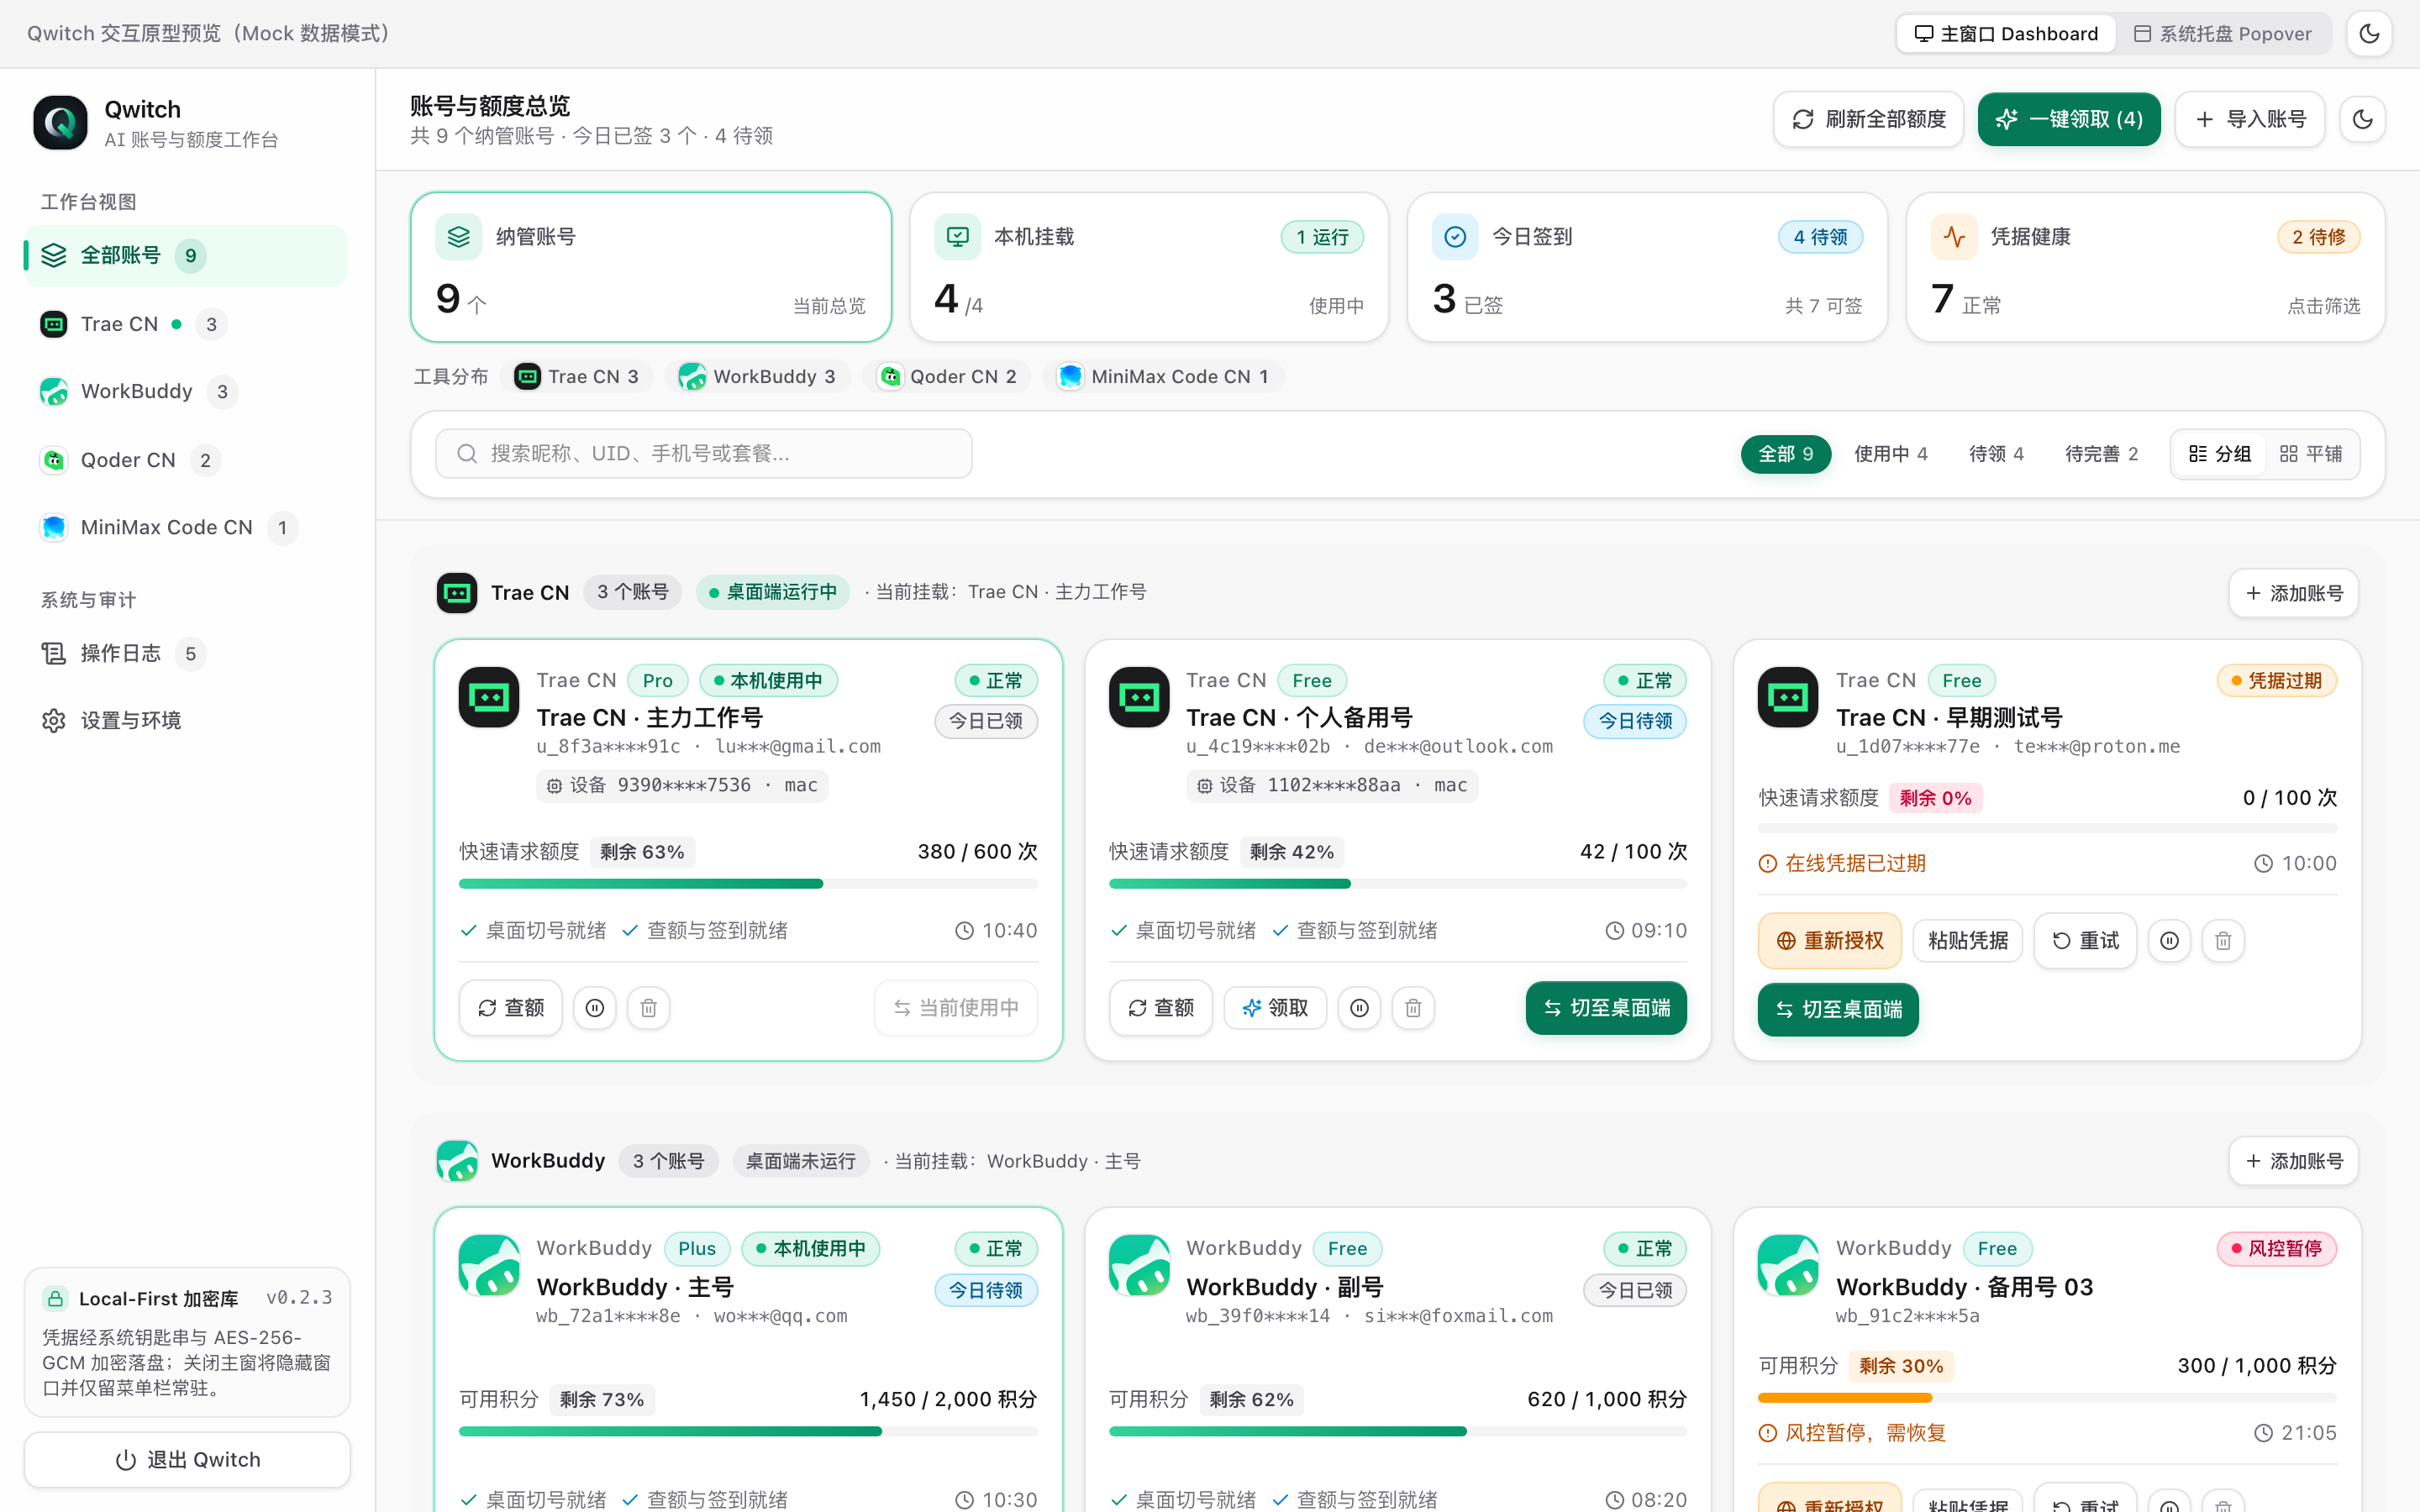 Qwitch 交互原型预览（Mock 数据模式）
主窗口 Dashboard
系统托盘 Popover
Qwitch
AI 账号与额度工作台
工作台视图
全部账号 9
Trae CN 3
WorkBuddy 3
Qoder CN 2
MiniMax Code CN 1
系统与审计
操作日志 5
设置与环境
Local-First 加密库 v0.2.3
凭据经系统钥匙串与 AES-256-
GCM 加密落盘；关闭主窗将隐藏窗
口并仅留菜单栏常驻。
退出 Qwitch
账号与额度总览
共 9 个纳管账号 · 今日已签 3 个 · 4 待领
刷新全部额度
一键领取 (4)
导入账号
纳管账号
9 个
当前总览
本机挂载
1 运行
4 /4
使用中
今日签到
4 待领
3 已签
共 7 可签
凭据健康
2 待修
7 正常
点击筛选
工具分布 Trae CN 3 WorkBuddy 3 Qoder CN 2 MiniMax Code CN 1
搜索昵称、UID、手机号或套餐...
全部 9 使用中 4 待领 4 待完善 2
分组 平铺
Trae CN 3 个账号 桌面端运行中 · 当前挂载：Trae CN · 主力工作号
添加账号
Trae CN Pro 本机使用中 正常
Trae CN · 主力工作号 今日已领
u_8f3a****91c · lu***@gmail.com
设备 9390****7536 · mac
快速请求额度 剩余 63% 380 / 600 次
桌面切号就绪 查额与签到就绪 10:40
查额 当前使用中
Trae CN Free 正常
Trae CN · 个人备用号 今日待领
u_4c19****02b · de***@outlook.com
设备 1102****88aa · mac
快速请求额度 剩余 42% 42 / 100 次
桌面切号就绪 查额与签到就绪 09:10
查额 领取 切至桌面端
Trae CN Free 凭据过期
Trae CN · 早期测试号
u_1d07****77e · te***@proton.me
快速请求额度 剩余 0% 0 / 100 次
在线凭据已过期 10:00
重新授权 粘贴凭据 重试
切至桌面端
WorkBuddy 3 个账号 桌面端未运行 · 当前挂载：WorkBuddy · 主号
添加账号
WorkBuddy Plus 本机使用中 正常
WorkBuddy · 主号 今日待领
wb_72a1****8e · wo***@qq.com
可用积分 剩余 73% 1,450 / 2,000 积分
桌面切号就绪 查额与签到就绪 10:30
WorkBuddy Free 正常
WorkBuddy · 副号 今日已领
wb_39f0****14 · si***@foxmail.com
可用积分 剩余 62% 620 / 1,000 积分
桌面切号就绪 查额与签到就绪 08:20
WorkBuddy Free 风控暂停
WorkBuddy · 备用号 03
wb_91c2****5a
可用积分 剩余 30% 300 / 1,000 积分
风控暂停，需恢复 21:05
重新授权 粘贴凭据 重试